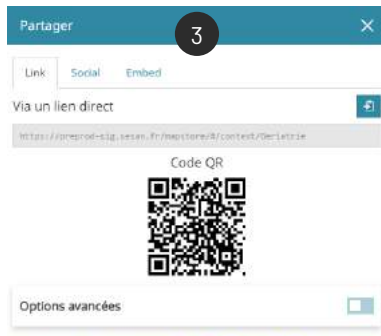 Partager
3
Link Social Embed
Via un lien direct
https://preprod-sig.sesan.fr/mapstore/#/context/Geriatrie
Code QR
Options avancées